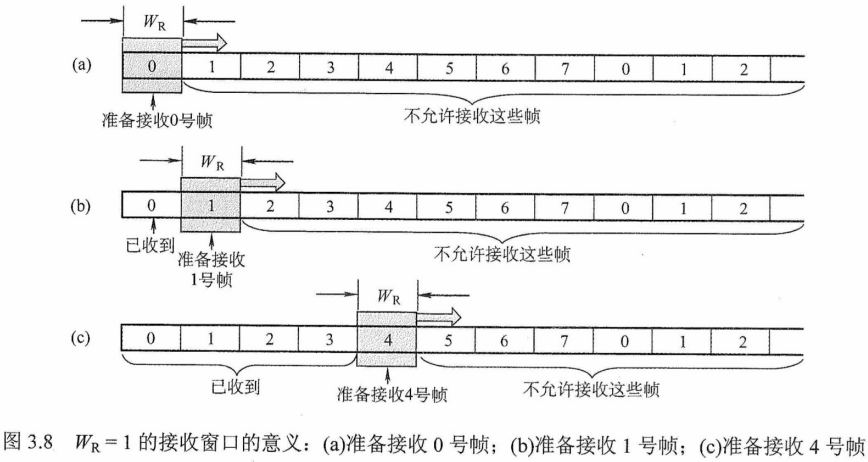 W_R
(a) 0 1 2 3 4 5 6 7 0 1 2
准备接收0号帧 不允许接收这些帧
W_R
(b) 0 1 2 3 4 5 6 7 0 1 2
已收到 准备接收 不允许接收这些帧
1号帧
W_R
(c) 0 1 2 3 4 5 6 7 0 1 2
已收到 准备接收4号帧 不允许接收这些帧
图 3.8 W_R = 1 的接收窗口的意义：(a)准备接收 0 号帧；(b)准备接收 1 号帧；(c)准备接收 4 号帧